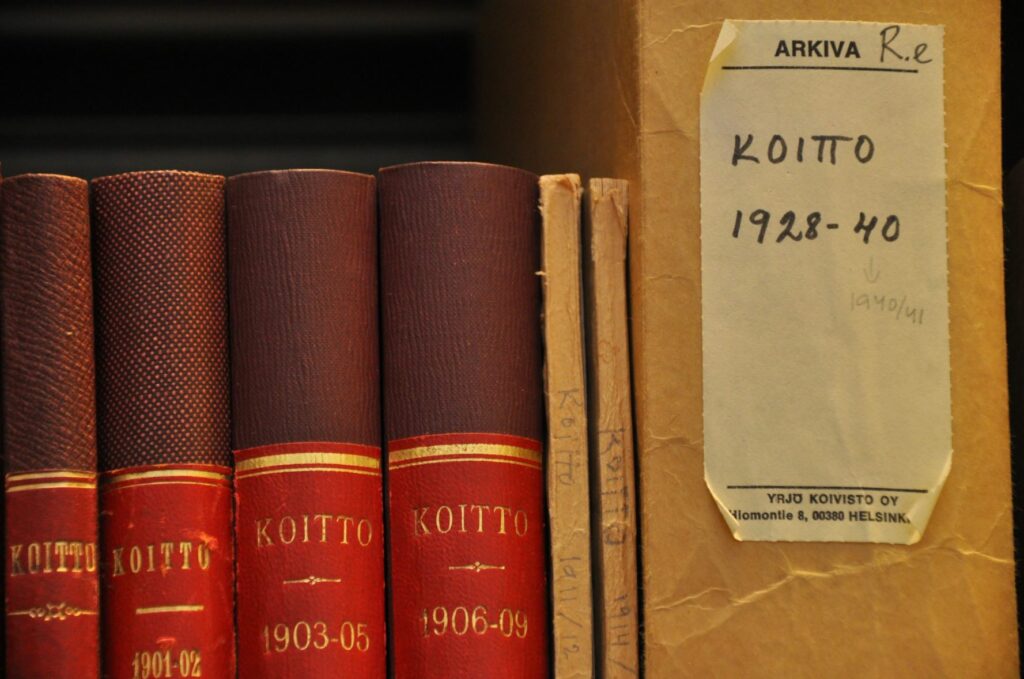 KOITTO
KOITTO
1901-02
KOITTO
1903-05
KOITTO
1906-09
Koitto 1911/12
Koitto 1914/
ARKIVA R.e
KOITTO
1928-40
↓
1940/41
YRJÖ KOIVISTO OY
Hiomontie 8, 00380 HELSINKI